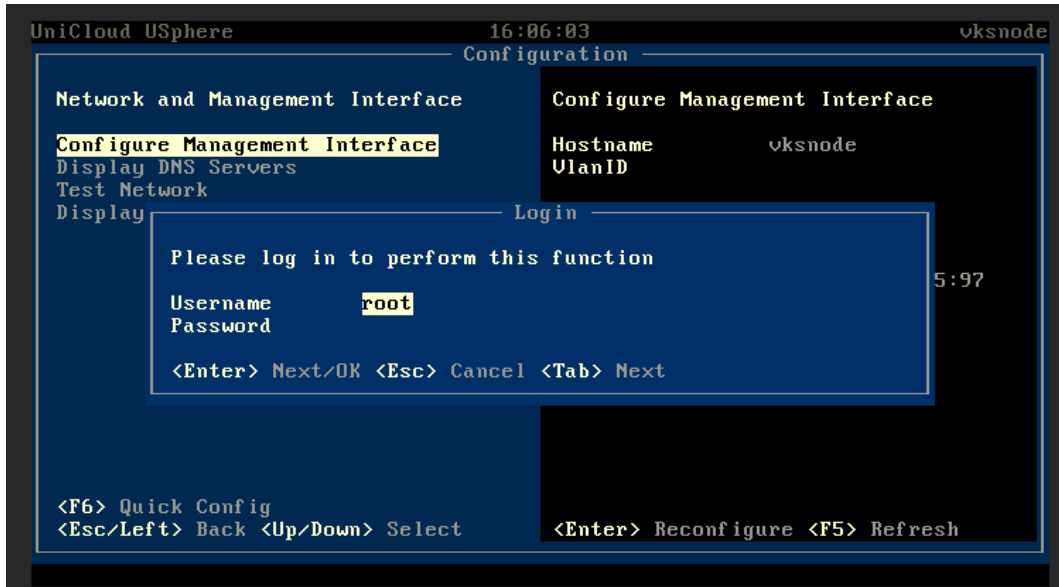 UniCloud USphere 16:06:03 vksnode
Configuration
Network and Management Interface
Configure Management Interface
Display DNS Servers
Test Network
Display
Configure Management Interface
Hostname vksnode
VlanID
5:97
Login
Please log in to perform this function
Username root
Password
<Enter> Next/OK <Esc> Cancel <Tab> Next
<F6> Quick Config
<Esc/Left> Back <Up/Down> Select
<Enter> Reconfigure <F5> Refresh